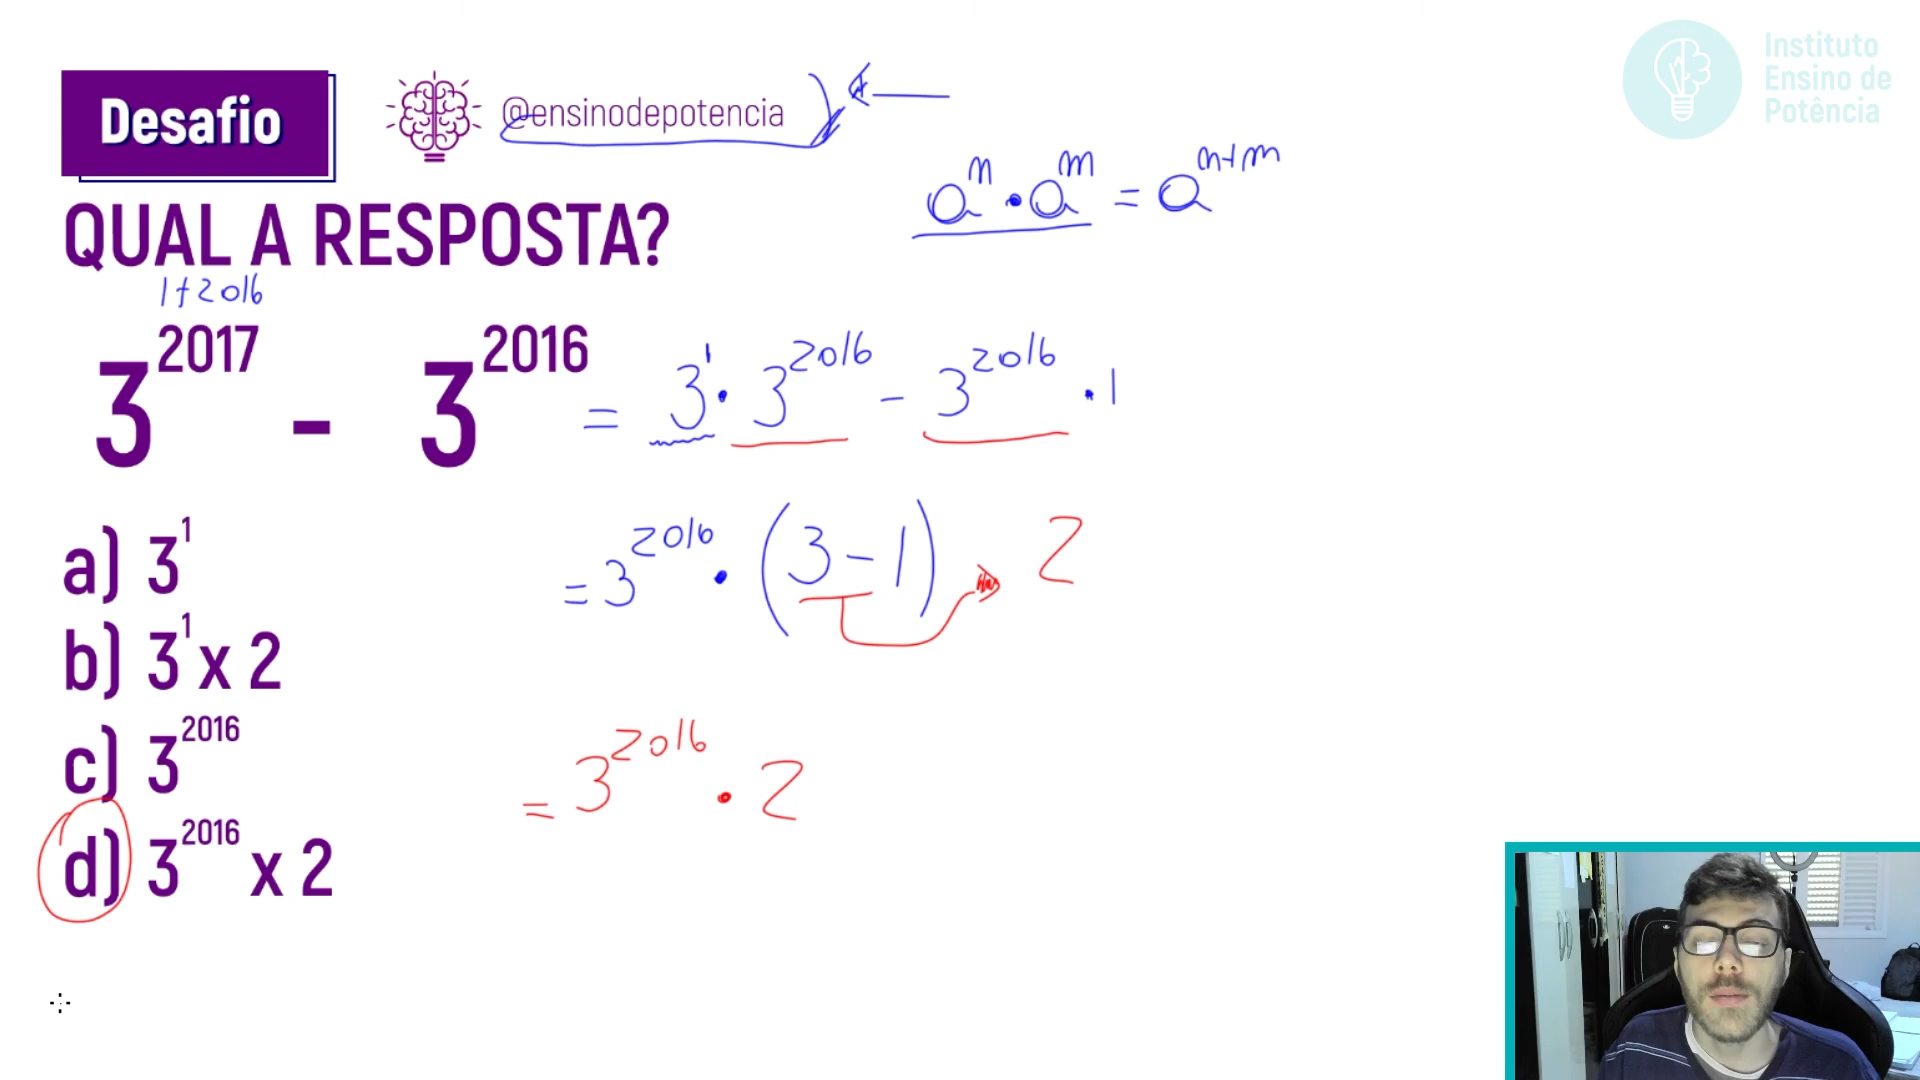 Desafio
@ensinodepotencia
Instituto
Ensino de
Potência
aⁿ · aᵐ = aⁿ⁺ᵐ
QUAL A RESPOSTA?
1+2016
3²⁰¹⁷ - 3²⁰¹⁶ = 3¹ · 3²⁰¹⁶ - 3²⁰¹⁶ · 1
= 3²⁰¹⁶ · (3 - 1) → 2
a) 3¹
b) 3¹ x 2
c) 3²⁰¹⁶
= 3²⁰¹⁶ · 2
d) 3²⁰¹⁶ x 2